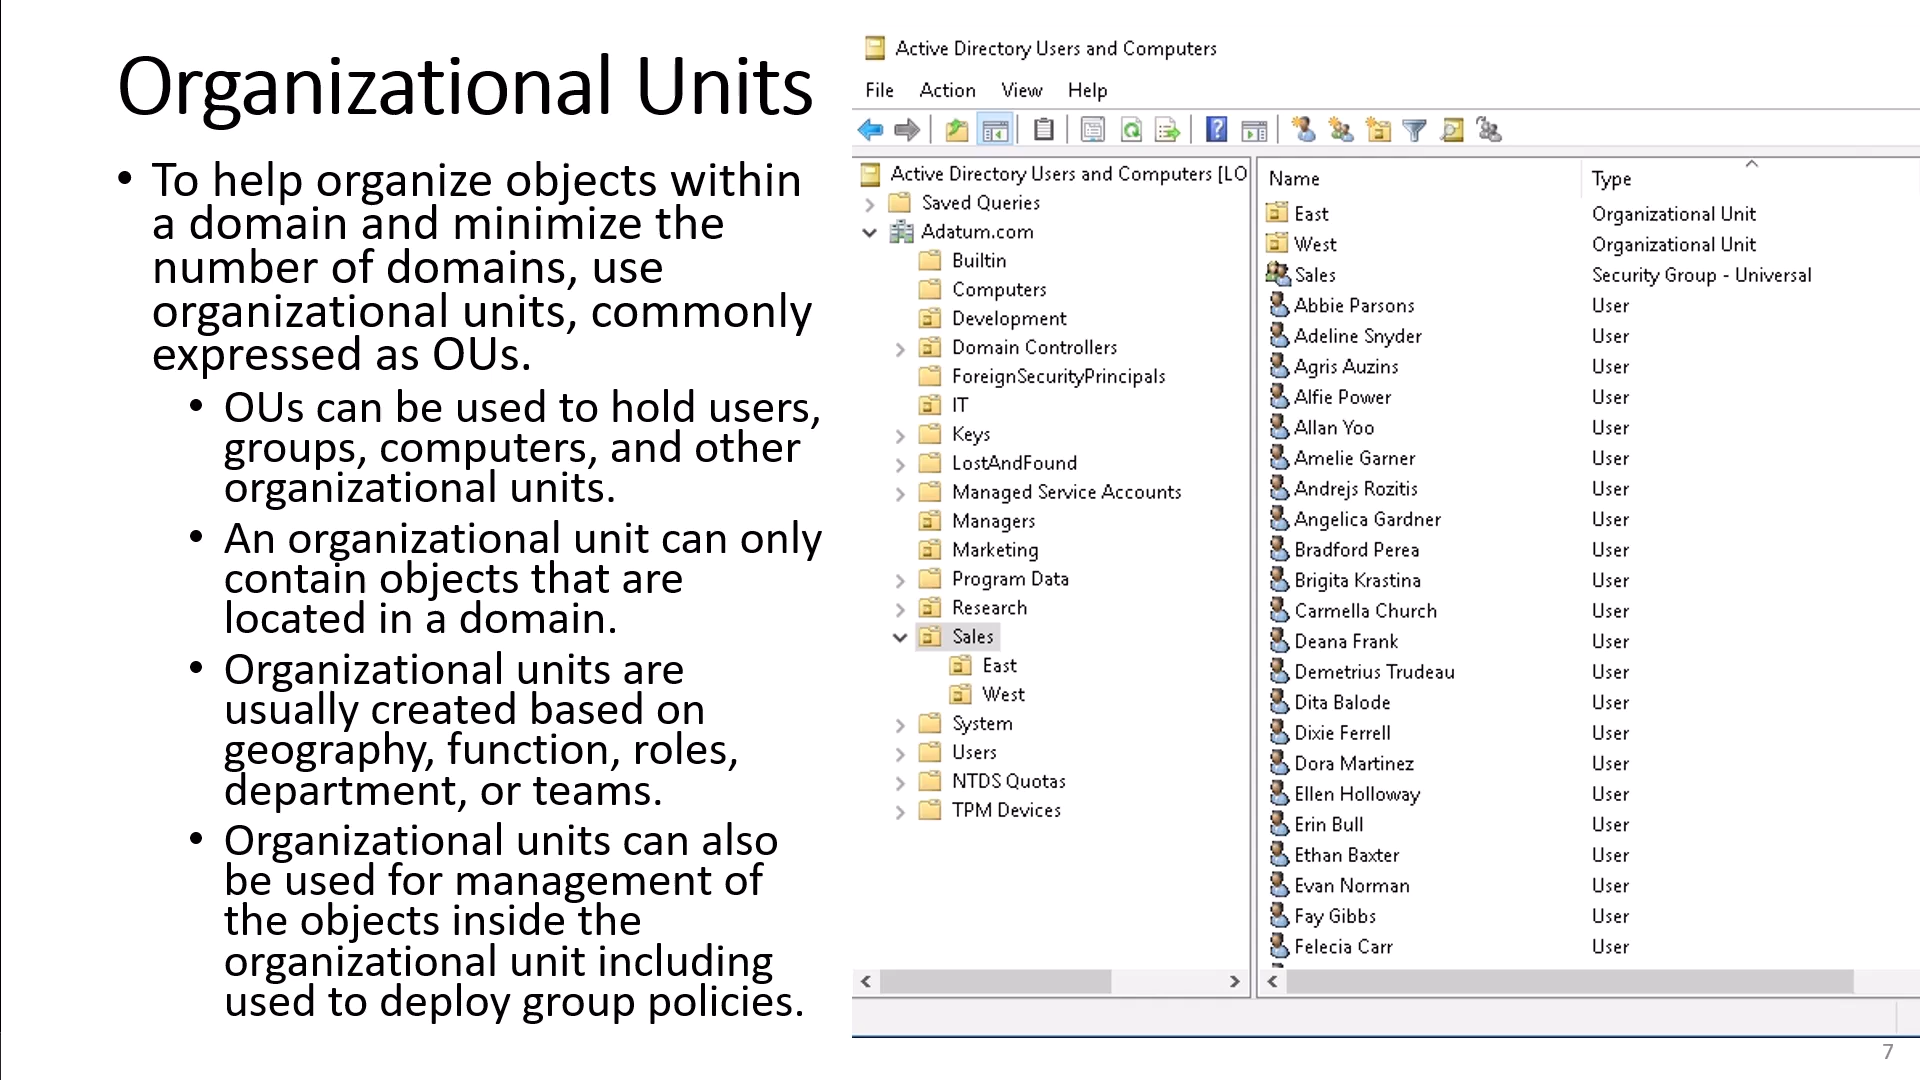 Organizational Units
• To help organize objects within
a domain and minimize the
number of domains, use
organizational units, commonly
expressed as OUs.
• OUs can be used to hold users,
groups, computers, and other
organizational units.
• An organizational unit can only
contain objects that are
located in a domain.
• Organizational units are
usually created based on
geography, function, roles,
department, or teams.
• Organizational units can also
be used for management of
the objects inside the
organizational unit including
used to deploy group policies.
Active Directory Users and Computers
File Action View Help
Active Directory Users and Computers [LO
Saved Queries
Adatum.com
Builtin
Computers
Development
Domain Controllers
ForeignSecurityPrincipals
IT
Keys
LostAndFound
Managed Service Accounts
Managers
Marketing
Program Data
Research
Sales
East
West
System
Users
NTDS Quotas
TPM Devices
Name Type
East Organizational Unit
West Organizational Unit
Sales Security Group - Universal
Abbie Parsons User
Adeline Snyder User
Agris Auzins User
Alfie Power User
Allan Yoo User
Amelie Garner User
Andrejs Rozitis User
Angelica Gardner User
Bradford Perea User
Brigita Krastina User
Carmella Church User
Deana Frank User
Demetrius Trudeau User
Dita Balode User
Dixie Ferrell User
Dora Martinez User
Ellen Holloway User
Erin Bull User
Ethan Baxter User
Evan Norman User
Fay Gibbs User
Felecia Carr User
7